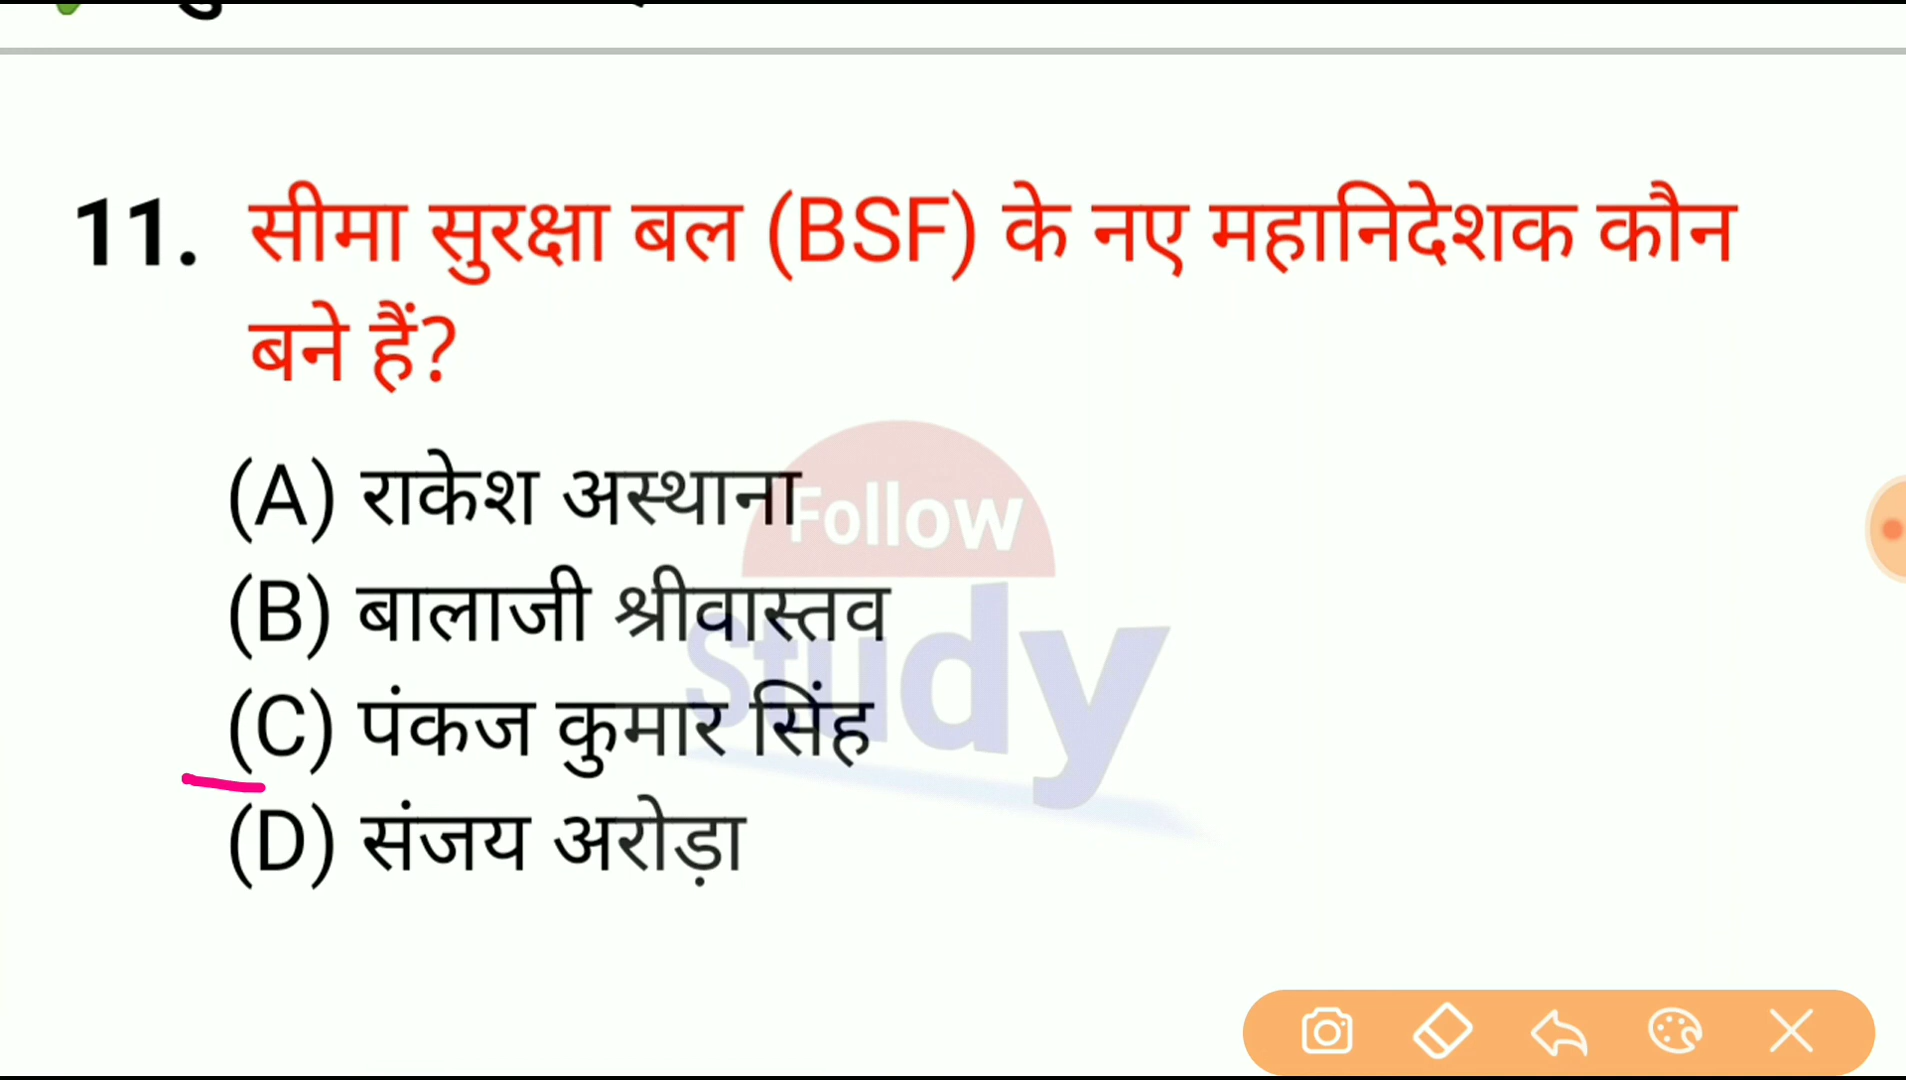 11. सीमा सुरक्षा बल (BSF) के नए महानिदेशक कौन
बने हैं?
(A) राकेश अस्थाना
Follow
(B) बालाजी श्रीवास्तव
Study
(C) पंकज कुमार सिंह
(D) संजय अरोड़ा